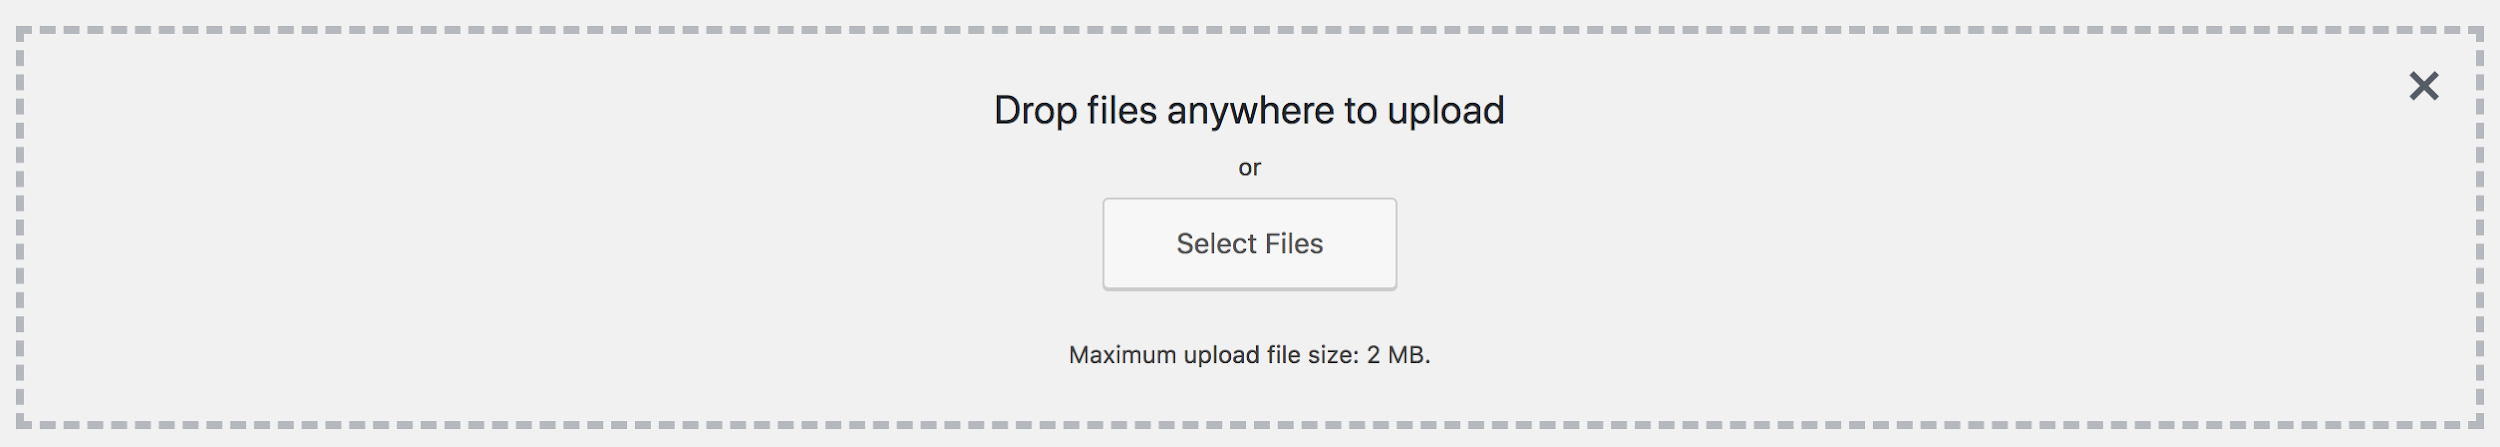 Drop files anywhere to upload
or
Select Files
Maximum upload file size: 2 MB.